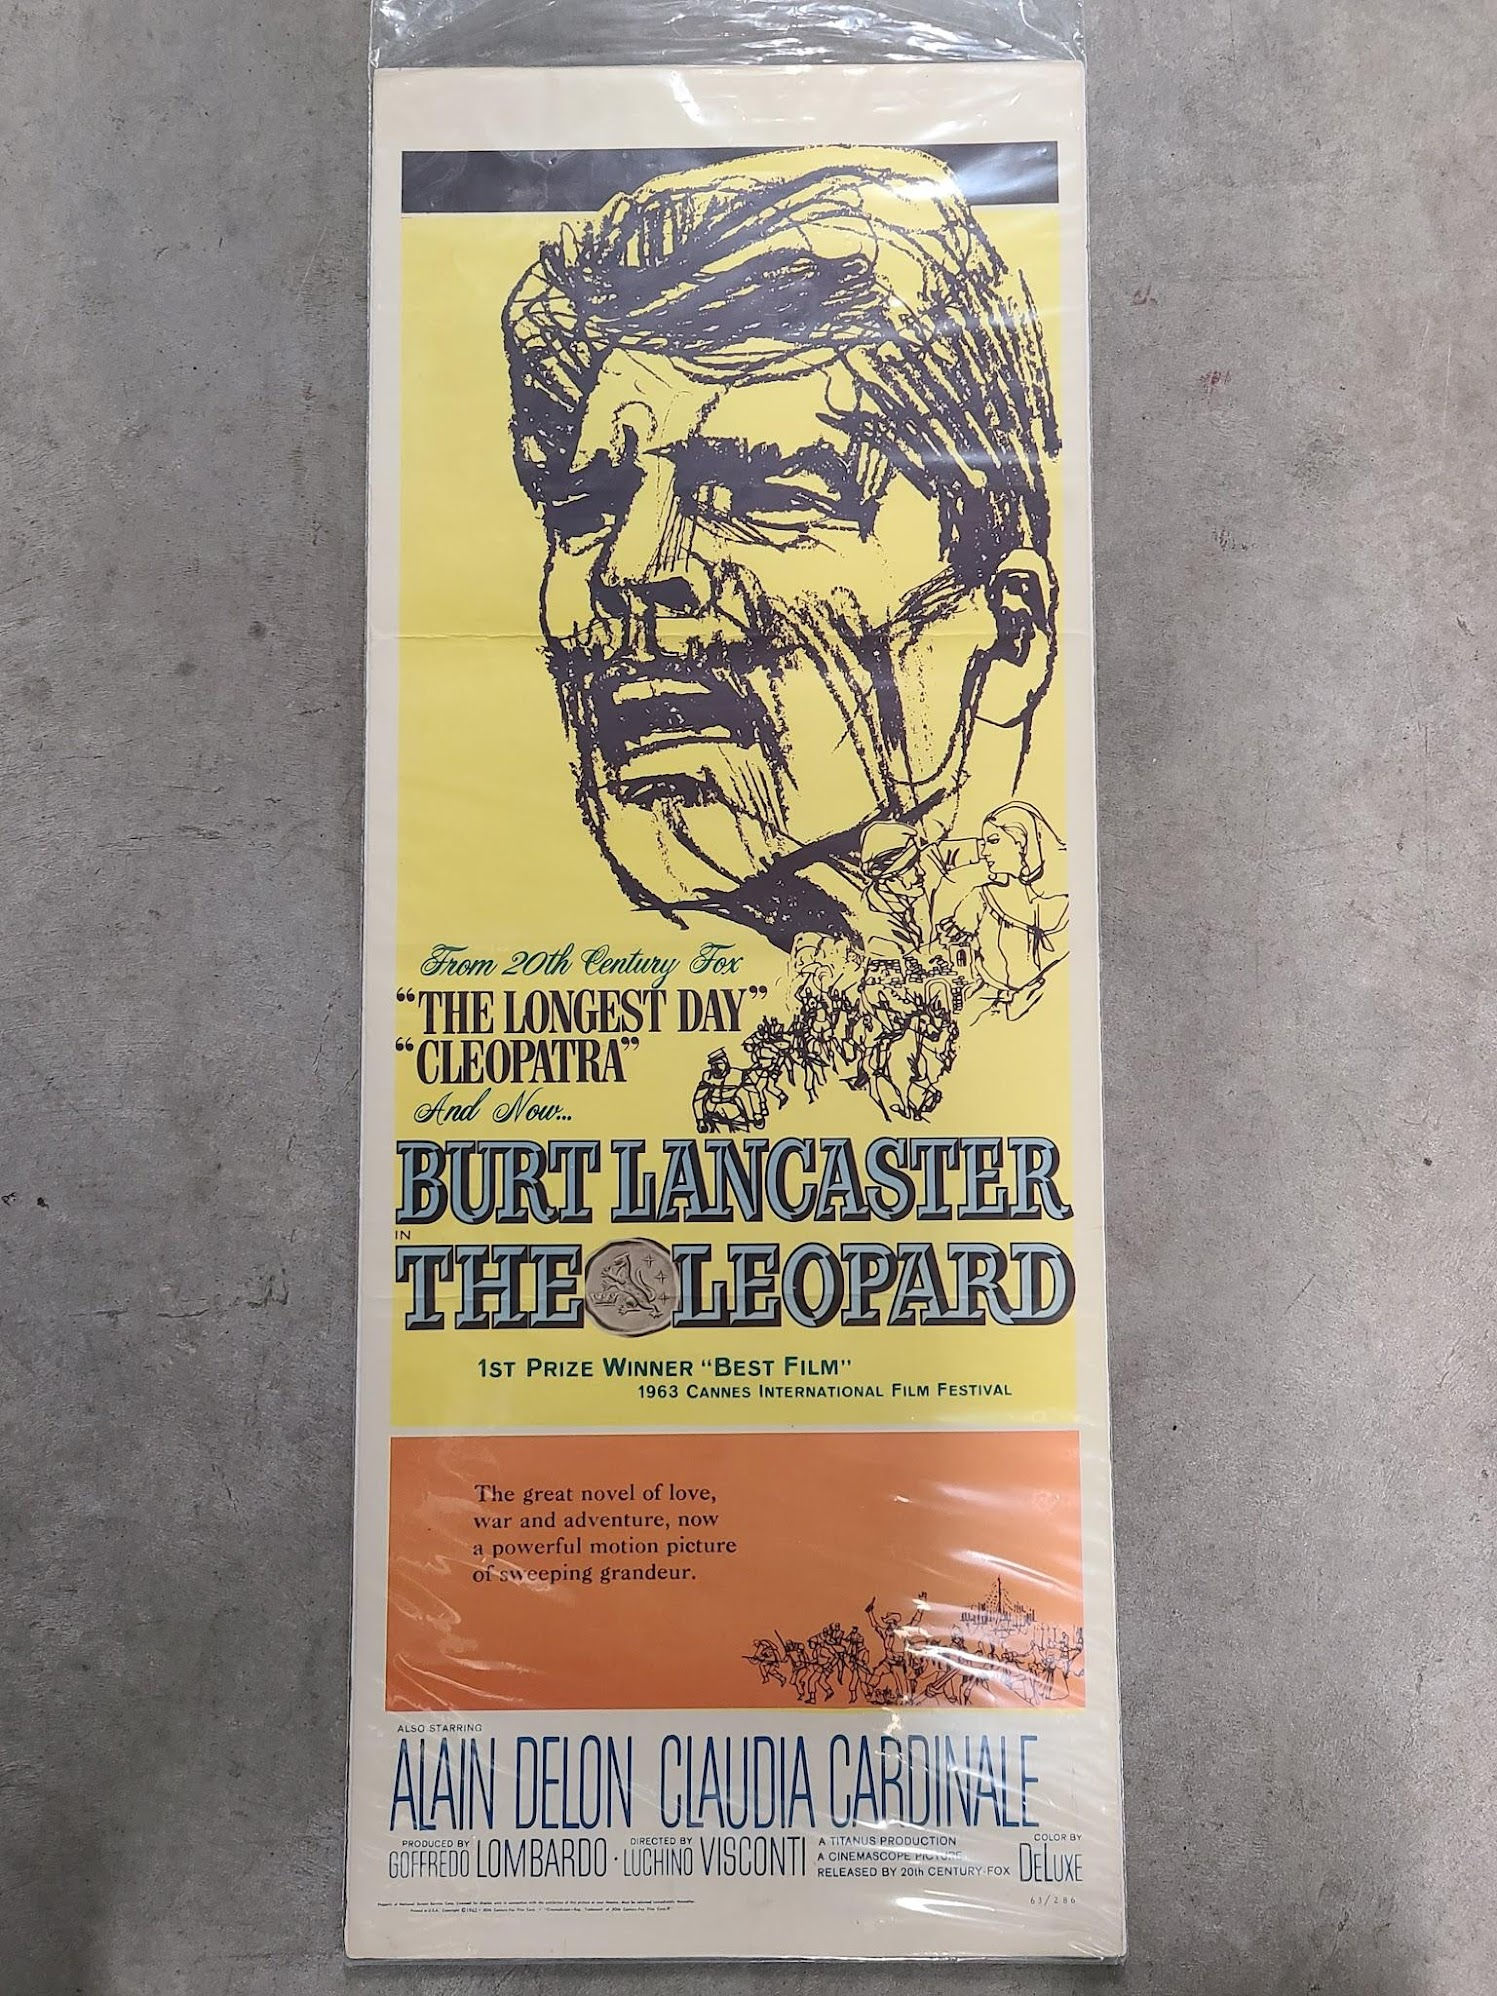 From 20th Century Fox
"THE LONGEST DAY"
"CLEOPATRA"
And Now...
BURT LANCASTER
IN
THE LEOPARD
1ST PRIZE WINNER "BEST FILM"
1963 CANNES INTERNATIONAL FILM FESTIVAL
The great novel of love,
war and adventure, now
a powerful motion picture
of sweeping grandeur.
ALSO STARRING
ALAIN DELON CLAUDIA CARDINALE
PRODUCED BY GOFFREDO LOMBARDO · DIRECTED BY LUCHINO VISCONTI
A TITANUS PRODUCTION
A CINEMASCOPE PICTURE
RELEASED BY 20th CENTURY-FOX
COLOR BY
DELUXE
63/286